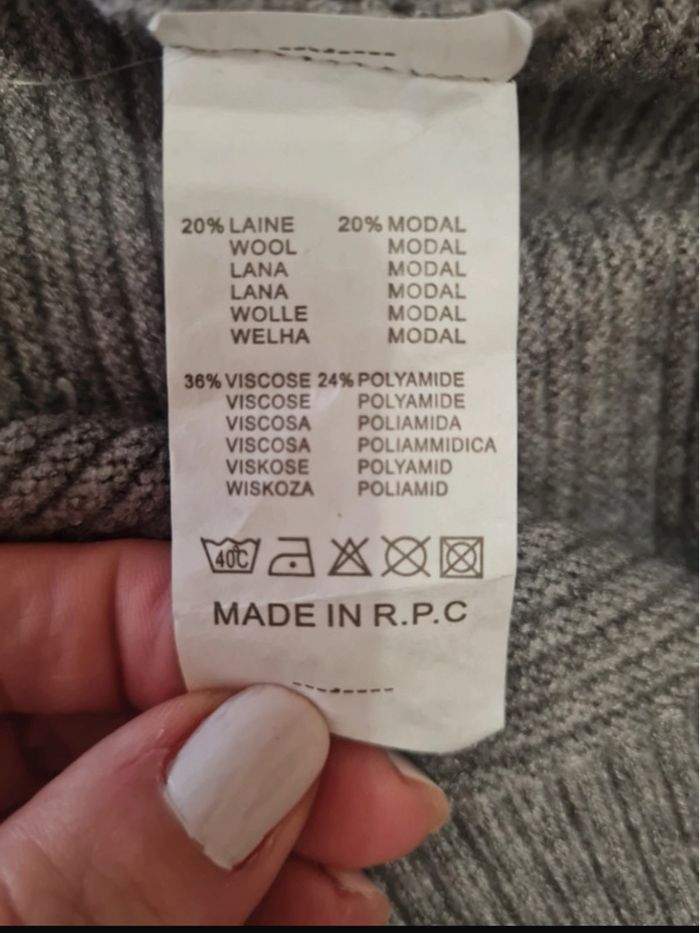 20% LAINE 20% MODAL
WOOL MODAL
LANA MODAL
LANA MODAL
WOLLE MODAL
WELHA MODAL
36% VISCOSE 24% POLYAMIDE
VISCOSE POLYAMIDE
VISCOSA POLIAMIDA
VISCOSA POLIAMMIDICA
VISKOSE POLYAMID
WISKOZA POLIAMID
40C
MADE IN R.P.C